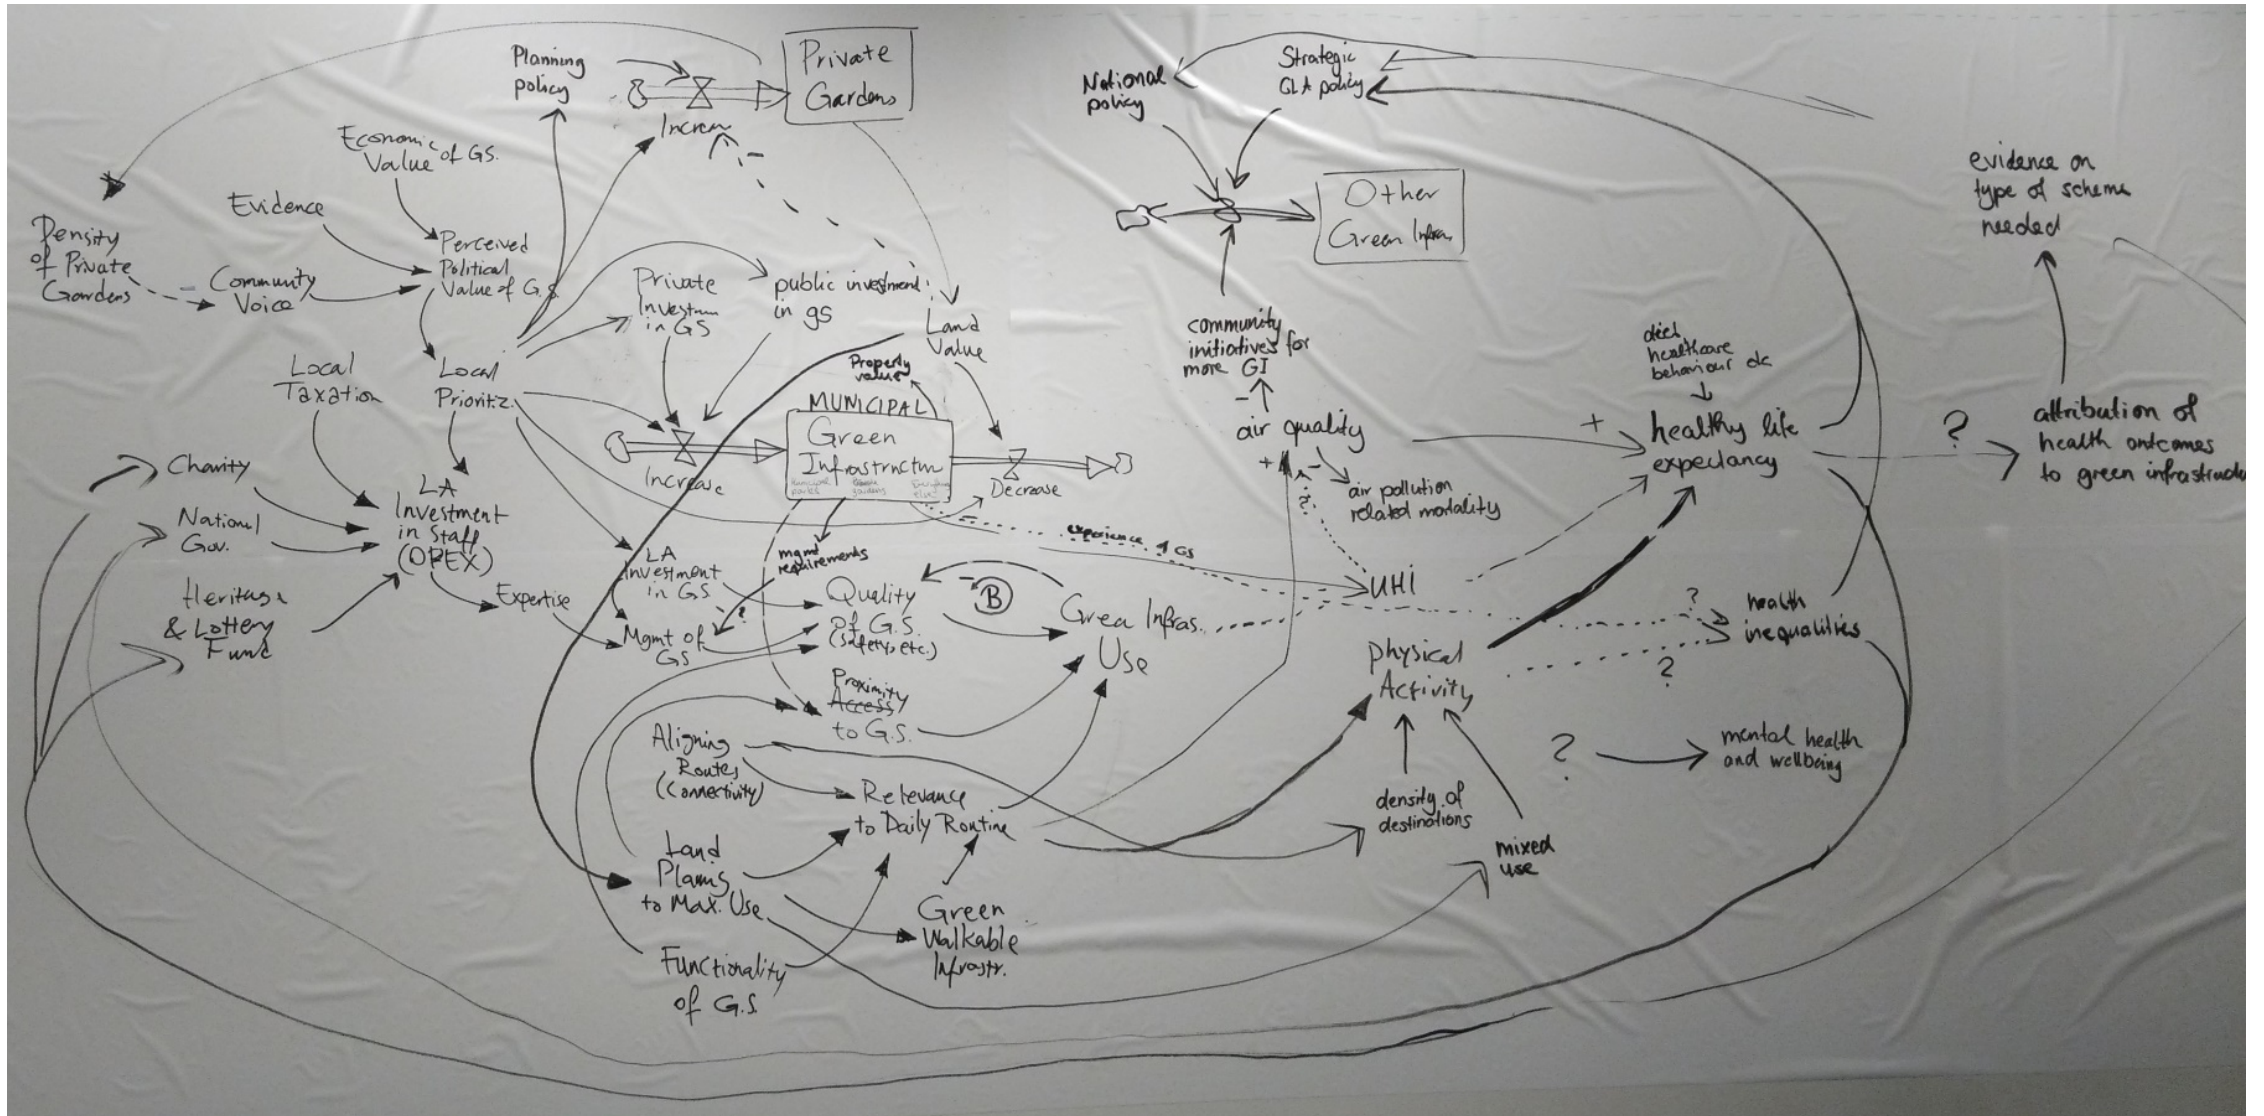 Planning
policy
Increa
Private
Gardens
Economic
Value of G.S.
Evidence
Density
of Private
Gardens
Community
Voice
Perceived
Political
Value of G.S.
Private
Investm
in GS
public investment
in gs
Land
Value
Local
Taxation
Local
Prioritz.
Property
value
MUNICIPAL
Green
Infrastructur
Increase
Decrease
Charity
National
Gov.
Heritage
& Lottery
Fund
LA
Investment
in Staff
(OPEX)
Expertise
LA
Investment
in GS
Mgmt of
GS
mgmt
requirements
?
Quality
of G.S.
(safety, etc.)
B
Proximity
Access
to G.S.
Green Infras.
Use
experience of GS
Aligning
Routes
(Connectivity)
Relevance
to Daily Routine
Land
Planng
to Max. Use
Green
Walkable
Infrastr.
Functionality
of G.S.
National
policy
Strategic
GLA policy
Other
Green Infra.
community
initiatives for
more GI
-
air quality
+
-
?
air pollution
related mortality
UHI
+
diet
healthcare
behaviour etc
healthy life
expectancy
?
attribution of
health outcomes
to green infrastructu
evidence on
type of scheme
needed
physical
Activity
?
?
health
inequalities
?
mental health
and wellbeing
density of
destinations
mixed
use